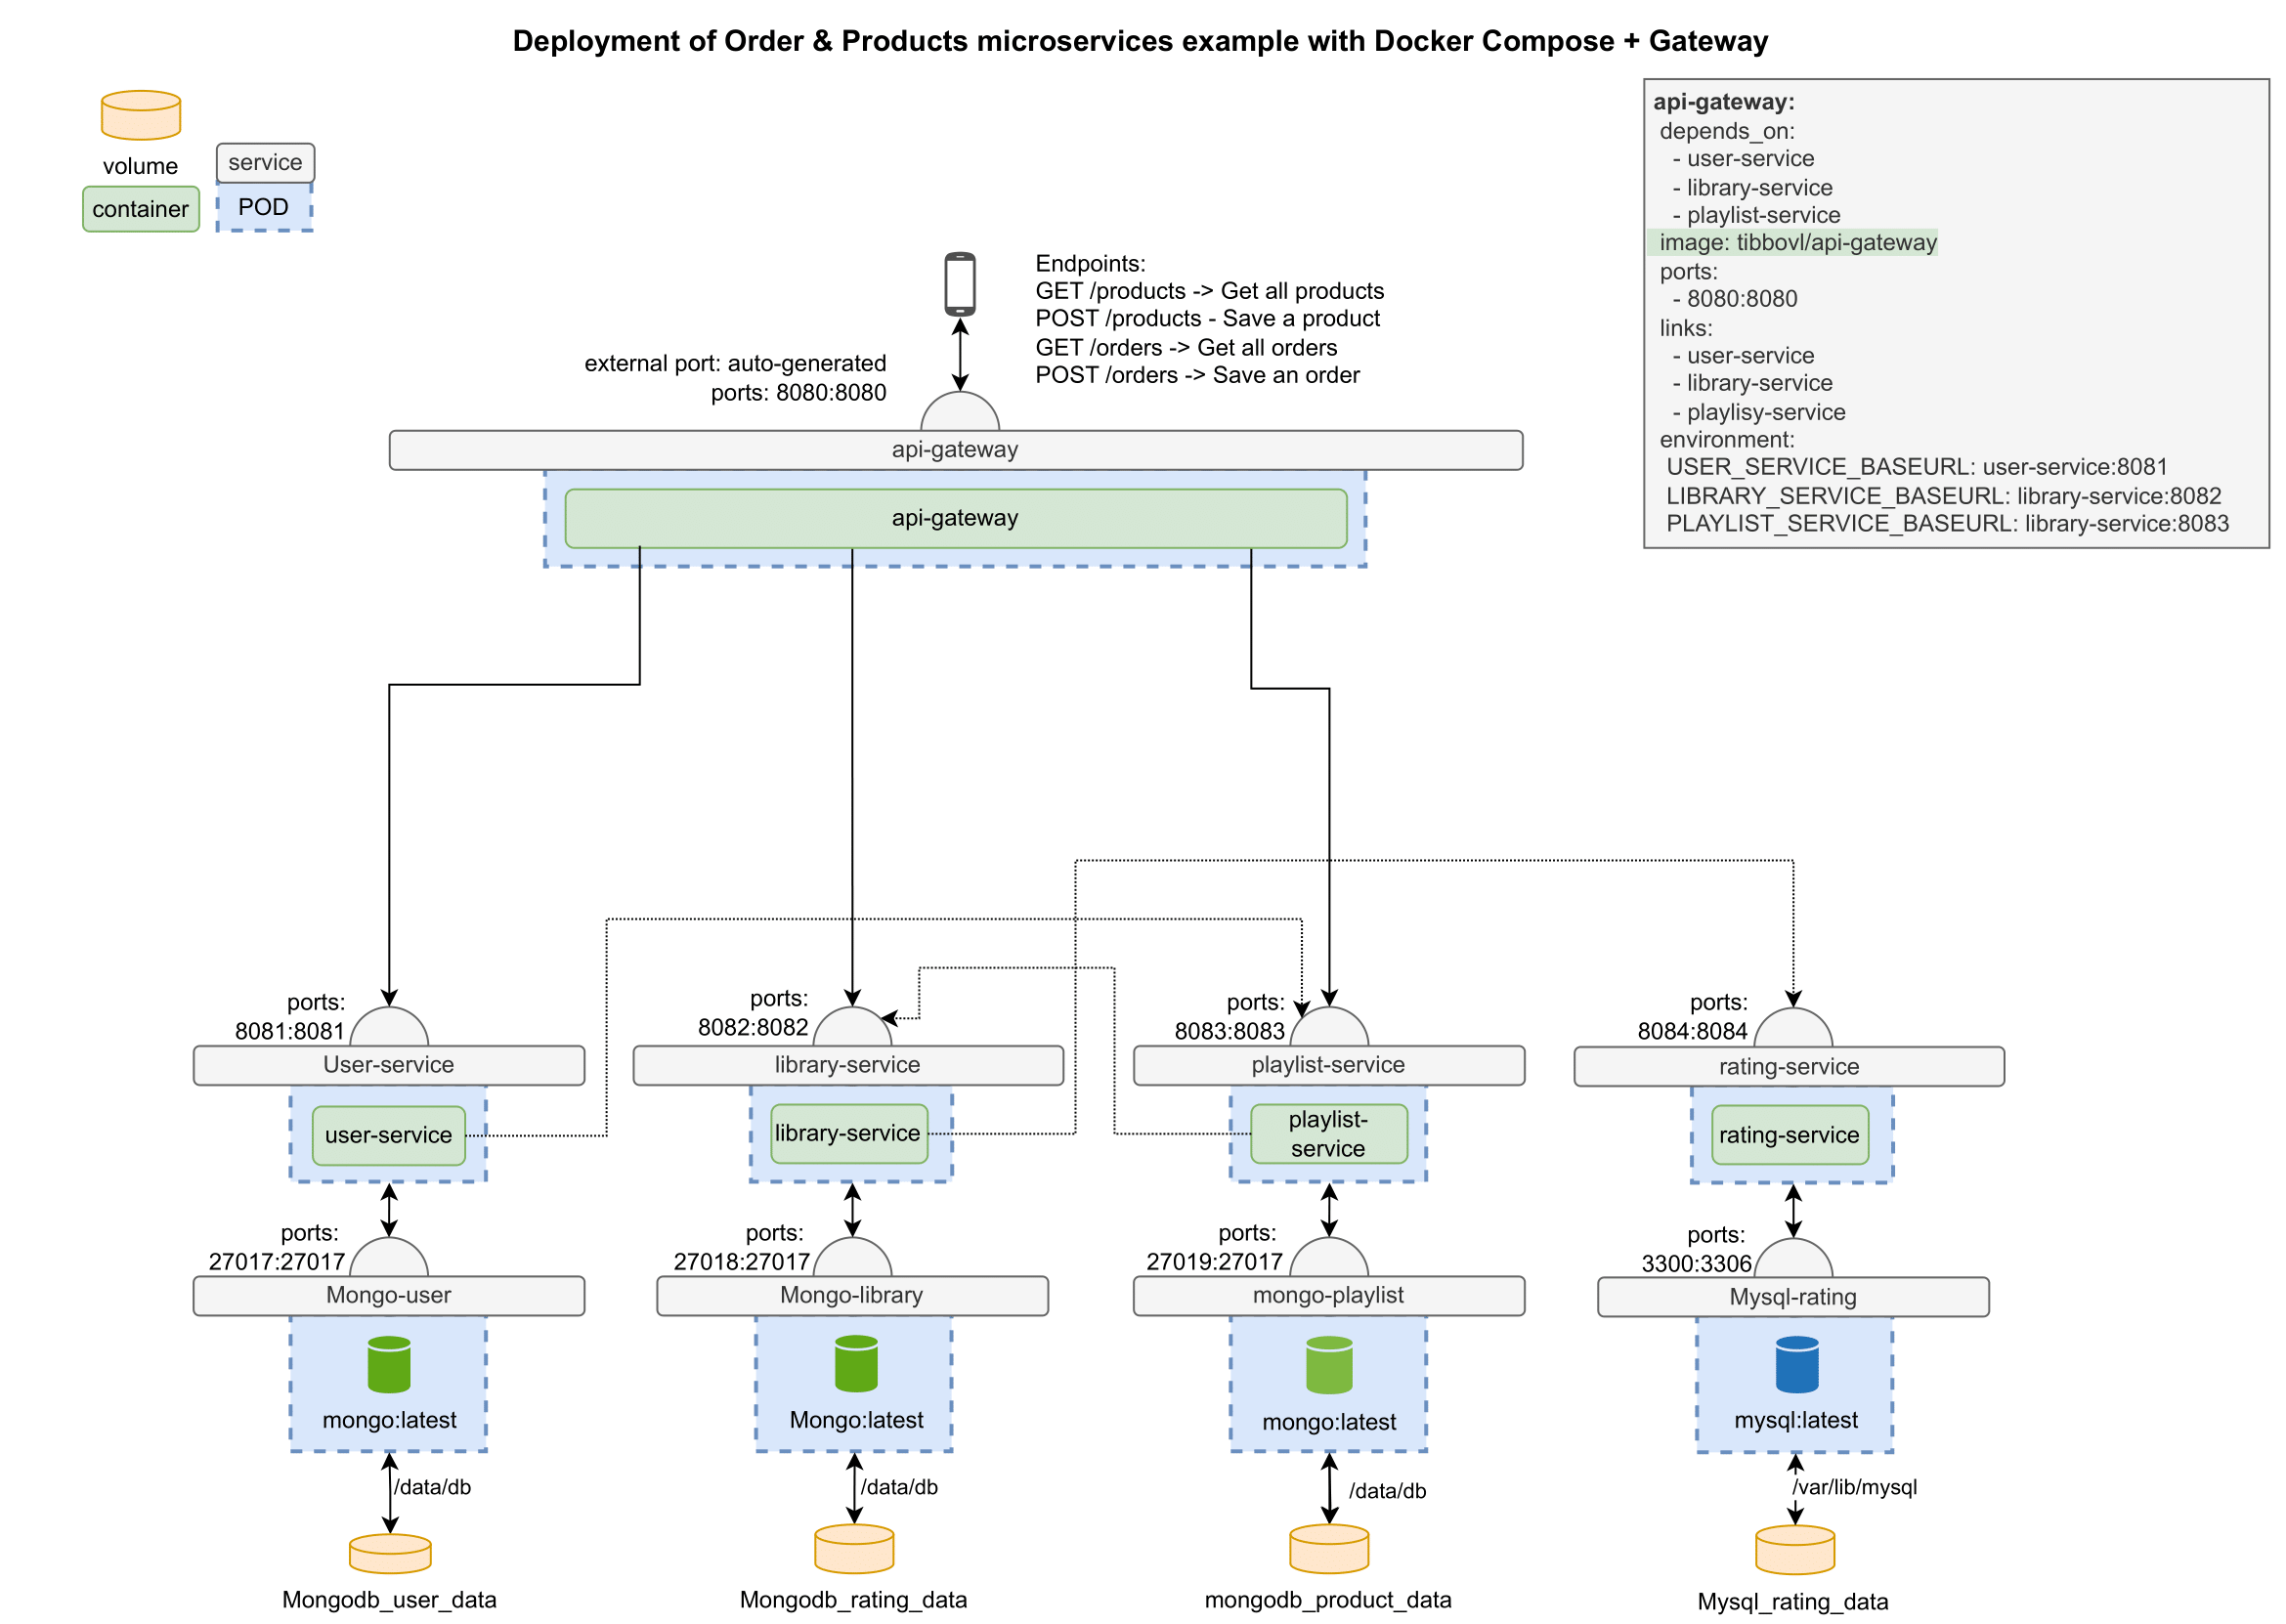 Deployment of Order & Products microservices example with Docker Compose + Gateway
volume
service
container
POD
api-gateway:
depends_on:
- user-service
- library-service
- playlist-service
image: tibbovl/api-gateway
ports:
- 8080:8080
links:
- user-service
- library-service
- playlisy-service
environment:
USER_SERVICE_BASEURL: user-service:8081
LIBRARY_SERVICE_BASEURL: library-service:8082
PLAYLIST_SERVICE_BASEURL: library-service:8083
Endpoints:
GET /products -> Get all products
POST /products - Save a product
GET /orders -> Get all orders
POST /orders -> Save an order
external port: auto-generated
ports: 8080:8080
api-gateway
api-gateway
ports:
8081:8081
User-service
user-service
ports:
8082:8082
library-service
library-service
ports:
8083:8083
playlist-service
playlist-
service
ports:
8084:8084
rating-service
rating-service
ports:
27017:27017
Mongo-user
mongo:latest
/data/db
Mongodb_user_data
ports:
27018:27017
Mongo-library
Mongo:latest
/data/db
Mongodb_rating_data
ports:
27019:27017
mongo-playlist
mongo:latest
/data/db
mongodb_product_data
ports:
3300:3306
Mysql-rating
mysql:latest
/var/lib/mysql
Mysql_rating_data